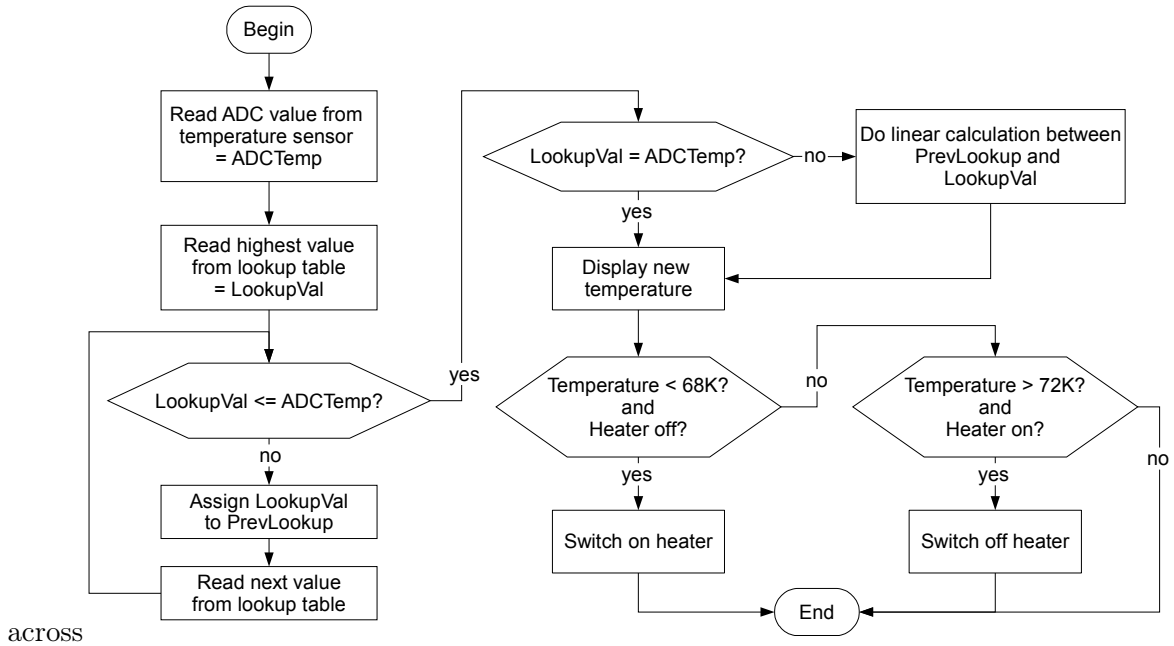 Begin
Read ADC value from
temperature sensor
= ADCTemp
Read highest value
from lookup table
= LookupVal
LookupVal <= ADCTemp?
yes
no
Assign LookupVal
to PrevLookup
Read next value
from lookup table
LookupVal = ADCTemp?
no
Do linear calculation between
PrevLookup and
LookupVal
yes
Display new
temperature
Temperature < 68K?
and
Heater off?
no
yes
Switch on heater
Temperature > 72K?
and
Heater on?
no
yes
Switch off heater
End
across